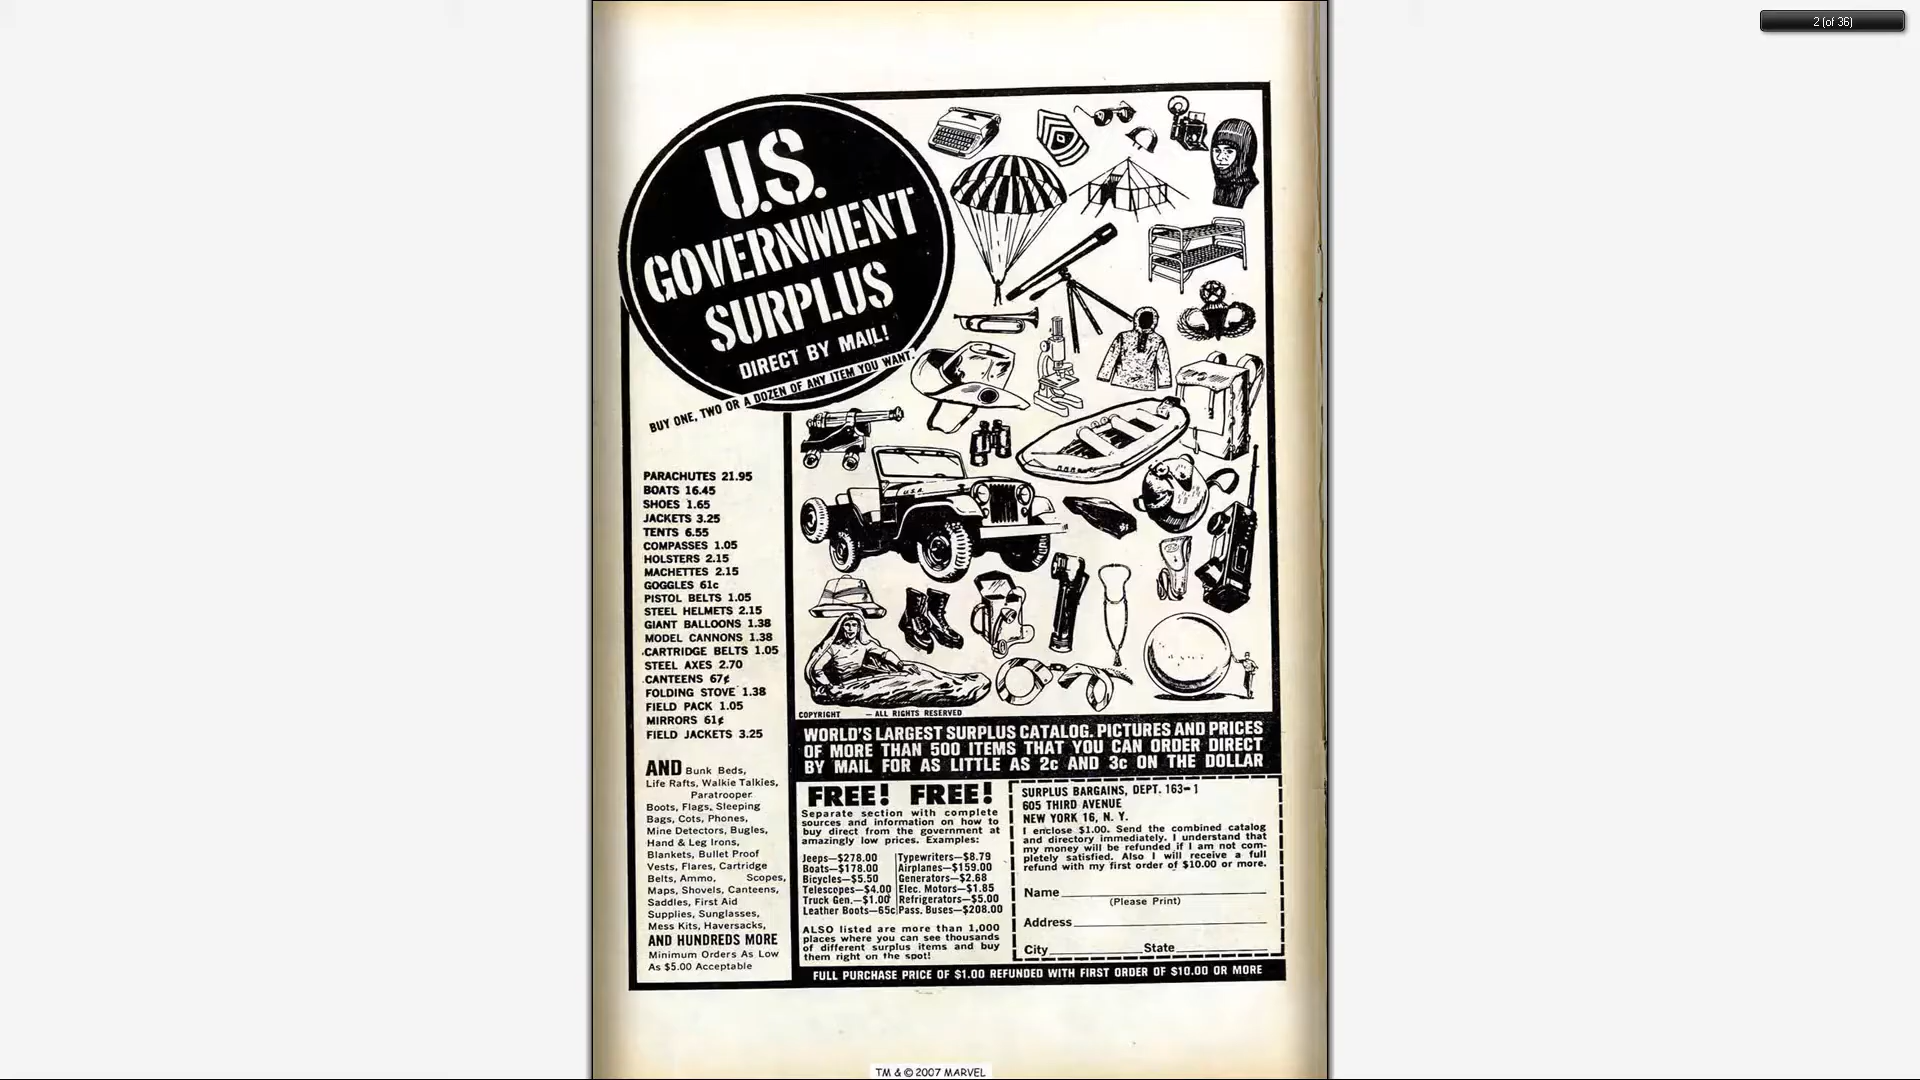 2 (of 36)
U.S.
GOVERNMENT
SURPLUS
DIRECT BY MAIL!
BUY ONE, TWO OR A DOZEN OF ANY ITEM YOU WANT.
PARACHUTES 21.95
BOATS 16.45
SHOES 1.65
JACKETS 3.25
TENTS 6.55
COMPASSES 1.05
HOLSTERS 2.15
MACHETTES 2.15
GOGGLES 61c
PISTOL BELTS 1.05
STEEL HELMETS 2.15
GIANT BALLOONS 1.38
MODEL CANNONS 1.38
CARTRIDGE BELTS 1.05
STEEL AXES 2.70
CANTEENS 67¢
FOLDING STOVE 1.38
FIELD PACK 1.05
MIRRORS 61¢
FIELD JACKETS 3.25
AND Bunk Beds,
Life Rafts, Walkie Talkies,
Paratrooper
Boots, Flags, Sleeping
Bags, Cots, Phones,
Mine Detectors, Bugles,
Hand & Leg Irons,
Blankets, Bullet Proof
Vests, Flares, Cartridge
Belts, Ammo, Scopes,
Maps, Shovels, Canteens,
Saddles, First Aid
Supplies, Sunglasses,
Mess Kits, Haversacks,
AND HUNDREDS MORE
Minimum Orders As Low
As $5.00 Acceptable
U.S.A.
COPYRIGHT — ALL RIGHTS RESERVED
WORLD'S LARGEST SURPLUS CATALOG. PICTURES AND PRICES
OF MORE THAN 500 ITEMS THAT YOU CAN ORDER DIRECT
BY MAIL FOR AS LITTLE AS 2c AND 3c ON THE DOLLAR
FREE! FREE!
Separate section with complete
sources and information on how to
buy direct from the government at
amazingly low prices. Examples:
Jeeps—$278.00
Boats—$178.00
Bicycles—$5.50
Telescopes—$4.00
Truck Gen.—$1.00
Leather Boots—65c
Typewriters—$8.79
Airplanes—$159.00
Generators—$2.68
Elec. Motors—$1.85
Refrigerators—$5.00
Pass. Buses—$208.00
ALSO listed are more than 1,000
places where you can see thousands
of different surplus items and buy
them right on the spot!
SURPLUS BARGAINS, DEPT. 163-1
605 THIRD AVENUE
NEW YORK 16, N. Y.
I enclose $1.00. Send the combined catalog
and directory immediately. I understand that
my money will be refunded if I am not com-
pletely satisfied. Also I will receive a full
refund with my first order of $10.00 or more.
Name
(Please Print)
Address
City State
FULL PURCHASE PRICE OF $1.00 REFUNDED WITH FIRST ORDER OF $10.00 OR MORE
TM & © 2007 MARVEL